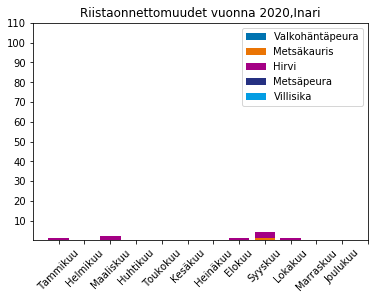 Riistaonnettomuudet vuonna 2020,Inari
110
100
90
80
70
60
50
40
30
20
10
Valkohäntäpeura
Metsäkauris
Hirvi
Metsäpeura
Villisika
Tammikuu
Helmikuu
Maaliskuu
Huhtikuu
Toukokuu
Kesäkuu
Heinäkuu
Elokuu
Syyskuu
Lokakuu
Marraskuu
Joulukuu